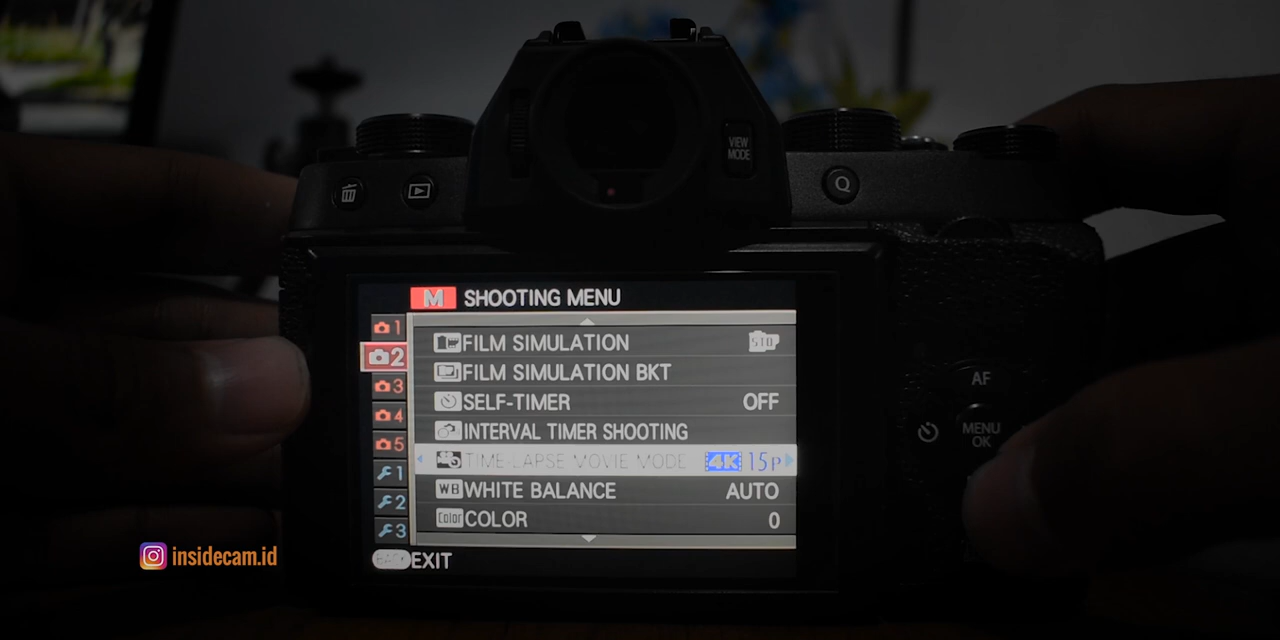 VIEW
MODE
Q
M SHOOTING MENU
1
FILM SIMULATION STD
2
FILM SIMULATION BKT
3
SELF-TIMER OFF
4
INTERVAL TIMER SHOOTING
5
TIME-LAPSE MOVIE MODE 4K 15P
1
WB WHITE BALANCE AUTO
2
Color COLOR 0
3
BACK EXIT
AF
MENU
OK
insidecam.id